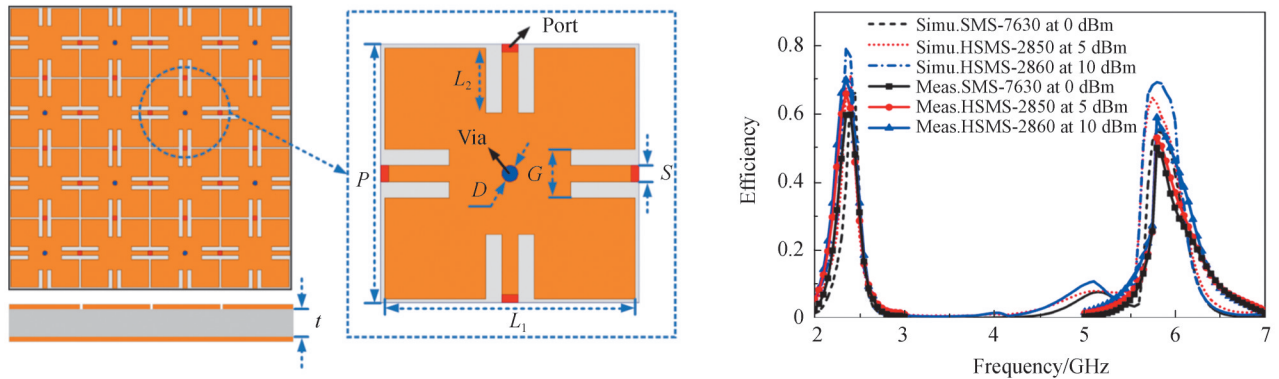 t
Port
L2
Via
P
D
G
S
L1
Simu.SMS-7630 at 0 dBm
Simu.HSMS-2850 at 5 dBm
Simu.HSMS-2860 at 10 dBm
Meas.SMS-7630 at 0 dBm
Meas.HSMS-2850 at 5 dBm
Meas.HSMS-2860 at 10 dBm
Efficiency
0.8
0.6
0.4
0.2
0
2 3 4 5 6 7
Frequency/GHz